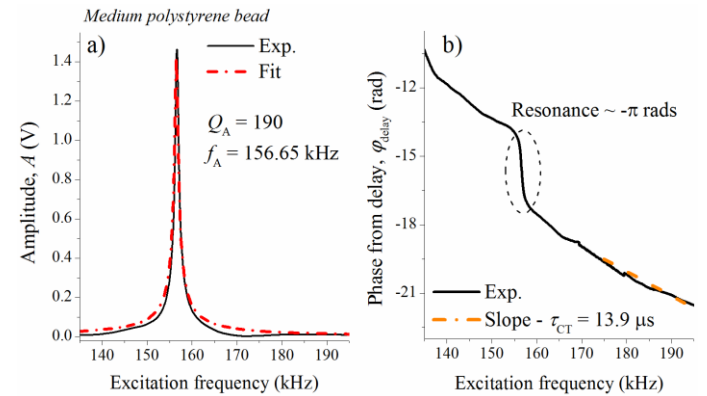 Medium polystyrene bead
a)
Exp.
Fit
Q_A = 190
f_A = 156.65 kHz
1.4
1.2
1.0
0.8
0.6
0.4
0.2
0.0
Amplitude, A (V)
140 150 160 170 180 190
Excitation frequency (kHz)
b)
Resonance ~ -π rads
-12
-15
-18
-21
Phase from delay, φ_delay (rad)
Exp.
Slope - τ_CT = 13.9 μs
140 150 160 170 180 190
Excitation frequency (kHz)